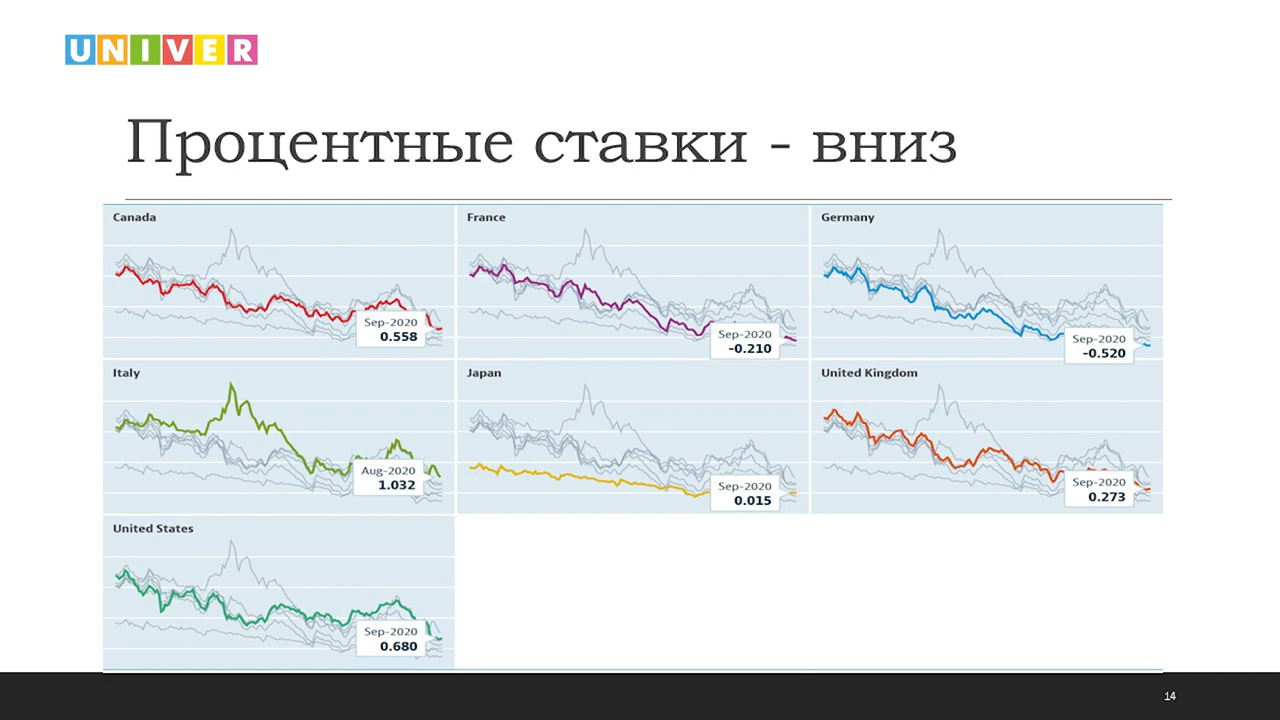 UNIVER
Процентные ставки - вниз
Canada
Sep-2020
0.558
France
Sep-2020
-0.210
Germany
Sep-2020
-0.520
Italy
Aug-2020
1.032
Japan
Sep-2020
0.015
United Kingdom
Sep-2020
0.273
United States
Sep-2020
0.680
14